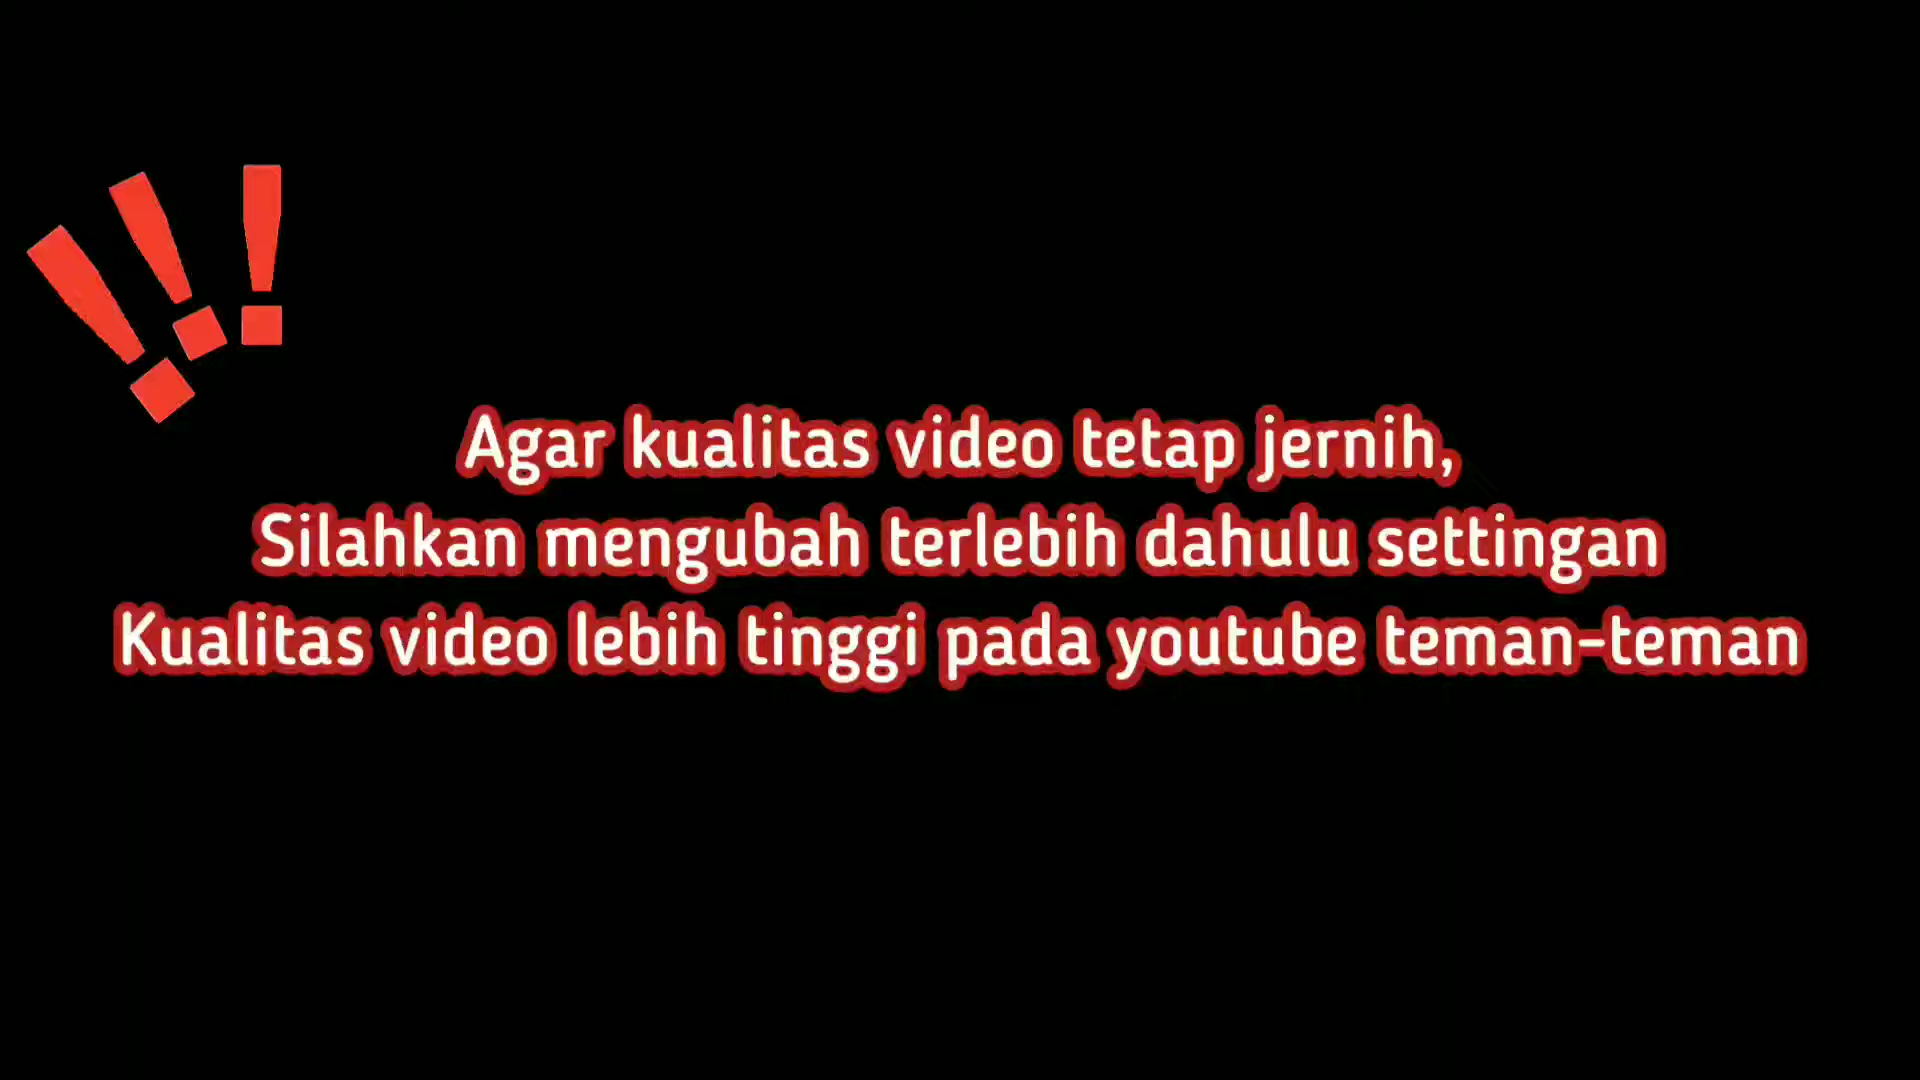 Agar kualitas video tetap jernih,
Silahkan mengubah terlebih dahulu settingan
Kualitas video lebih tinggi pada youtube teman-teman